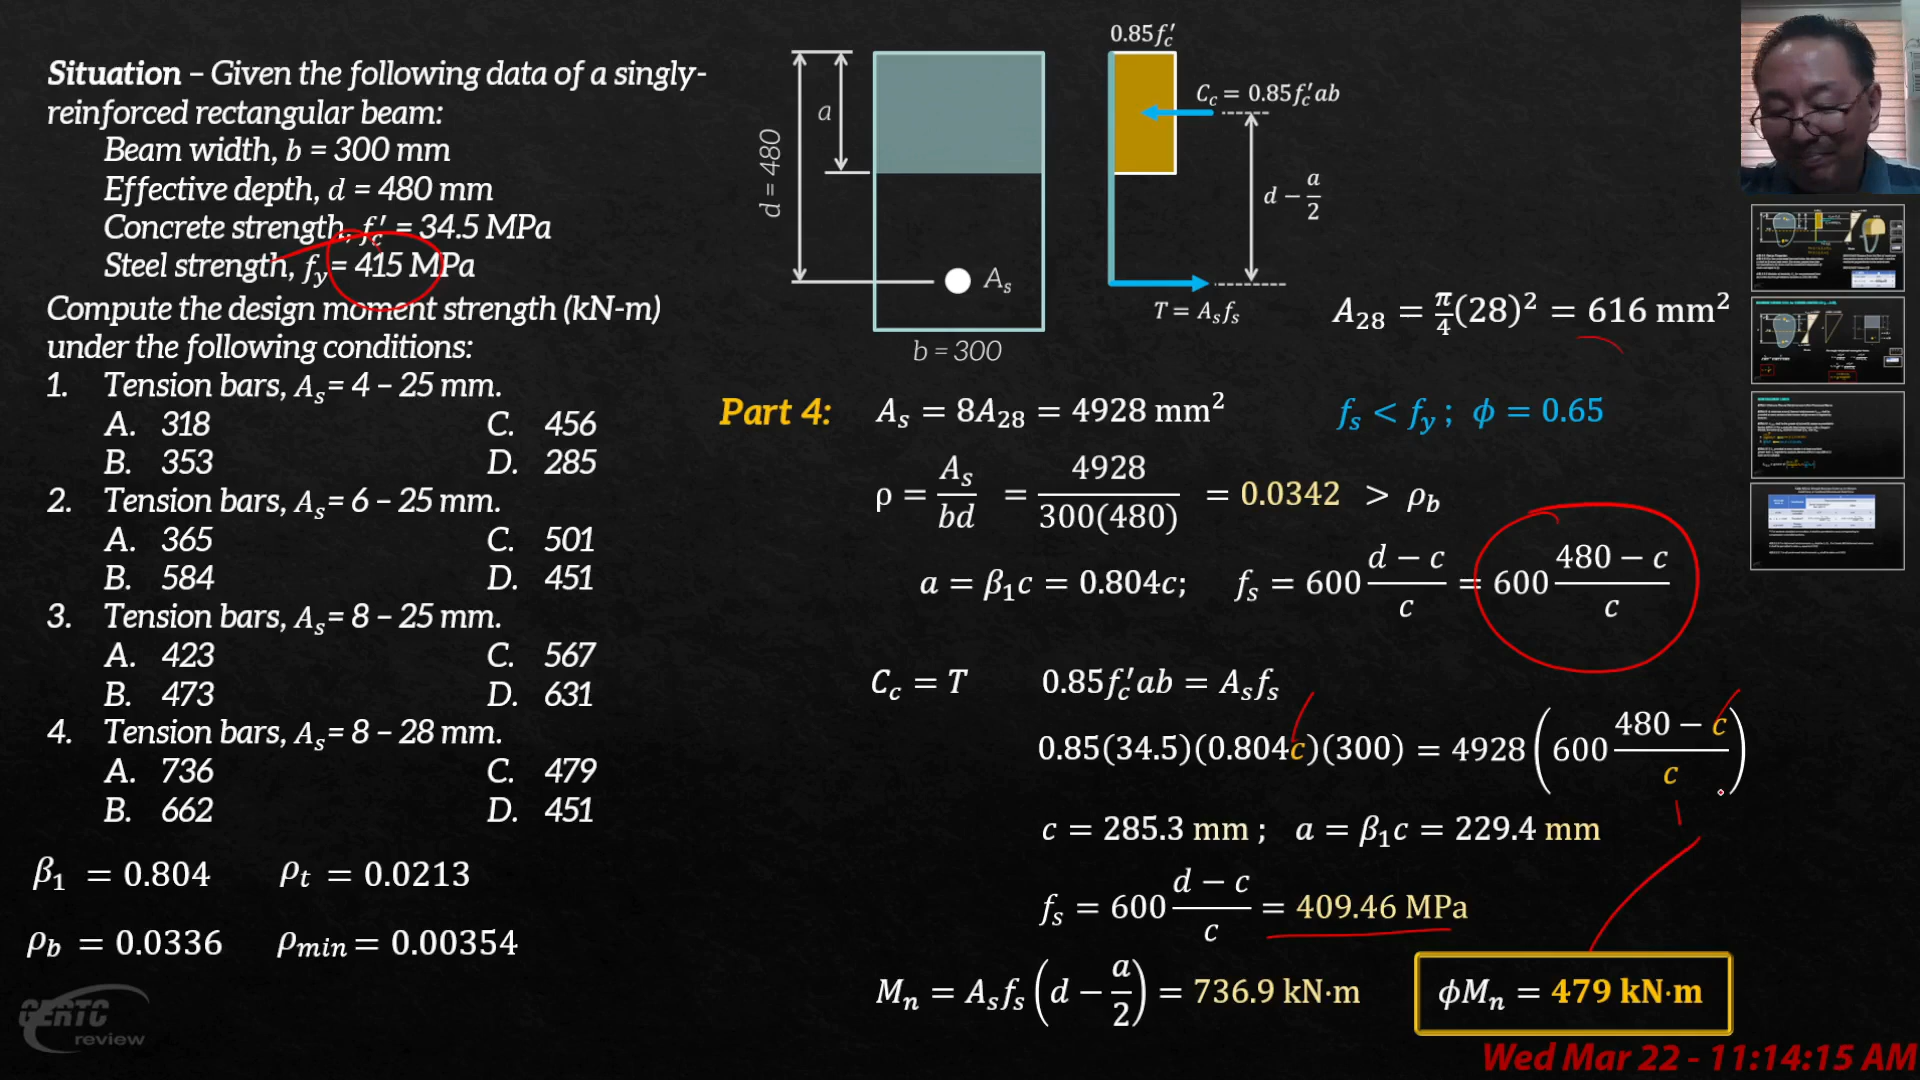 Situation – Given the following data of a singly-
reinforced rectangular beam:
Beam width, b = 300 mm
Effective depth, d = 480 mm
Concrete strength, f'c = 34.5 MPa
Steel strength, fy = 415 MPa
Compute the design moment strength (kN-m)
under the following conditions:
1. Tension bars, As = 4 – 25 mm.
A. 318 C. 456
B. 353 D. 285
2. Tension bars, As = 6 – 25 mm.
A. 365 C. 501
B. 584 D. 451
3. Tension bars, As = 8 – 25 mm.
A. 423 C. 567
B. 473 D. 631
4. Tension bars, As = 8 – 28 mm.
A. 736 C. 479
B. 662 D. 451
β1 = 0.804 ρt = 0.0213
ρb = 0.0336 ρmin = 0.00354
GERTC
review
a
d = 480
As
b = 300
0.85f'c
Cc = 0.85f'c ab
d − a/2
T = As fs
A28 = π/4 (28)² = 616 mm²
Part 4: As = 8A28 = 4928 mm² fs < fy ; ϕ = 0.65
ρ = As/bd = 4928/300(480) = 0.0342 > ρb
a = β1c = 0.804c; fs = 600 (d − c)/c = 600 (480 − c)/c
Cc = T 0.85f'c ab = As fs
0.85(34.5)(0.804c)(300) = 4928 (600 (480 − c)/c)
c = 285.3 mm ; a = β1c = 229.4 mm
fs = 600 (d − c)/c = 409.46 MPa
Mn = As fs (d − a/2) = 736.9 kN·m ϕMn = 479 kN·m
Wed Mar 22 - 11:14:15 AM